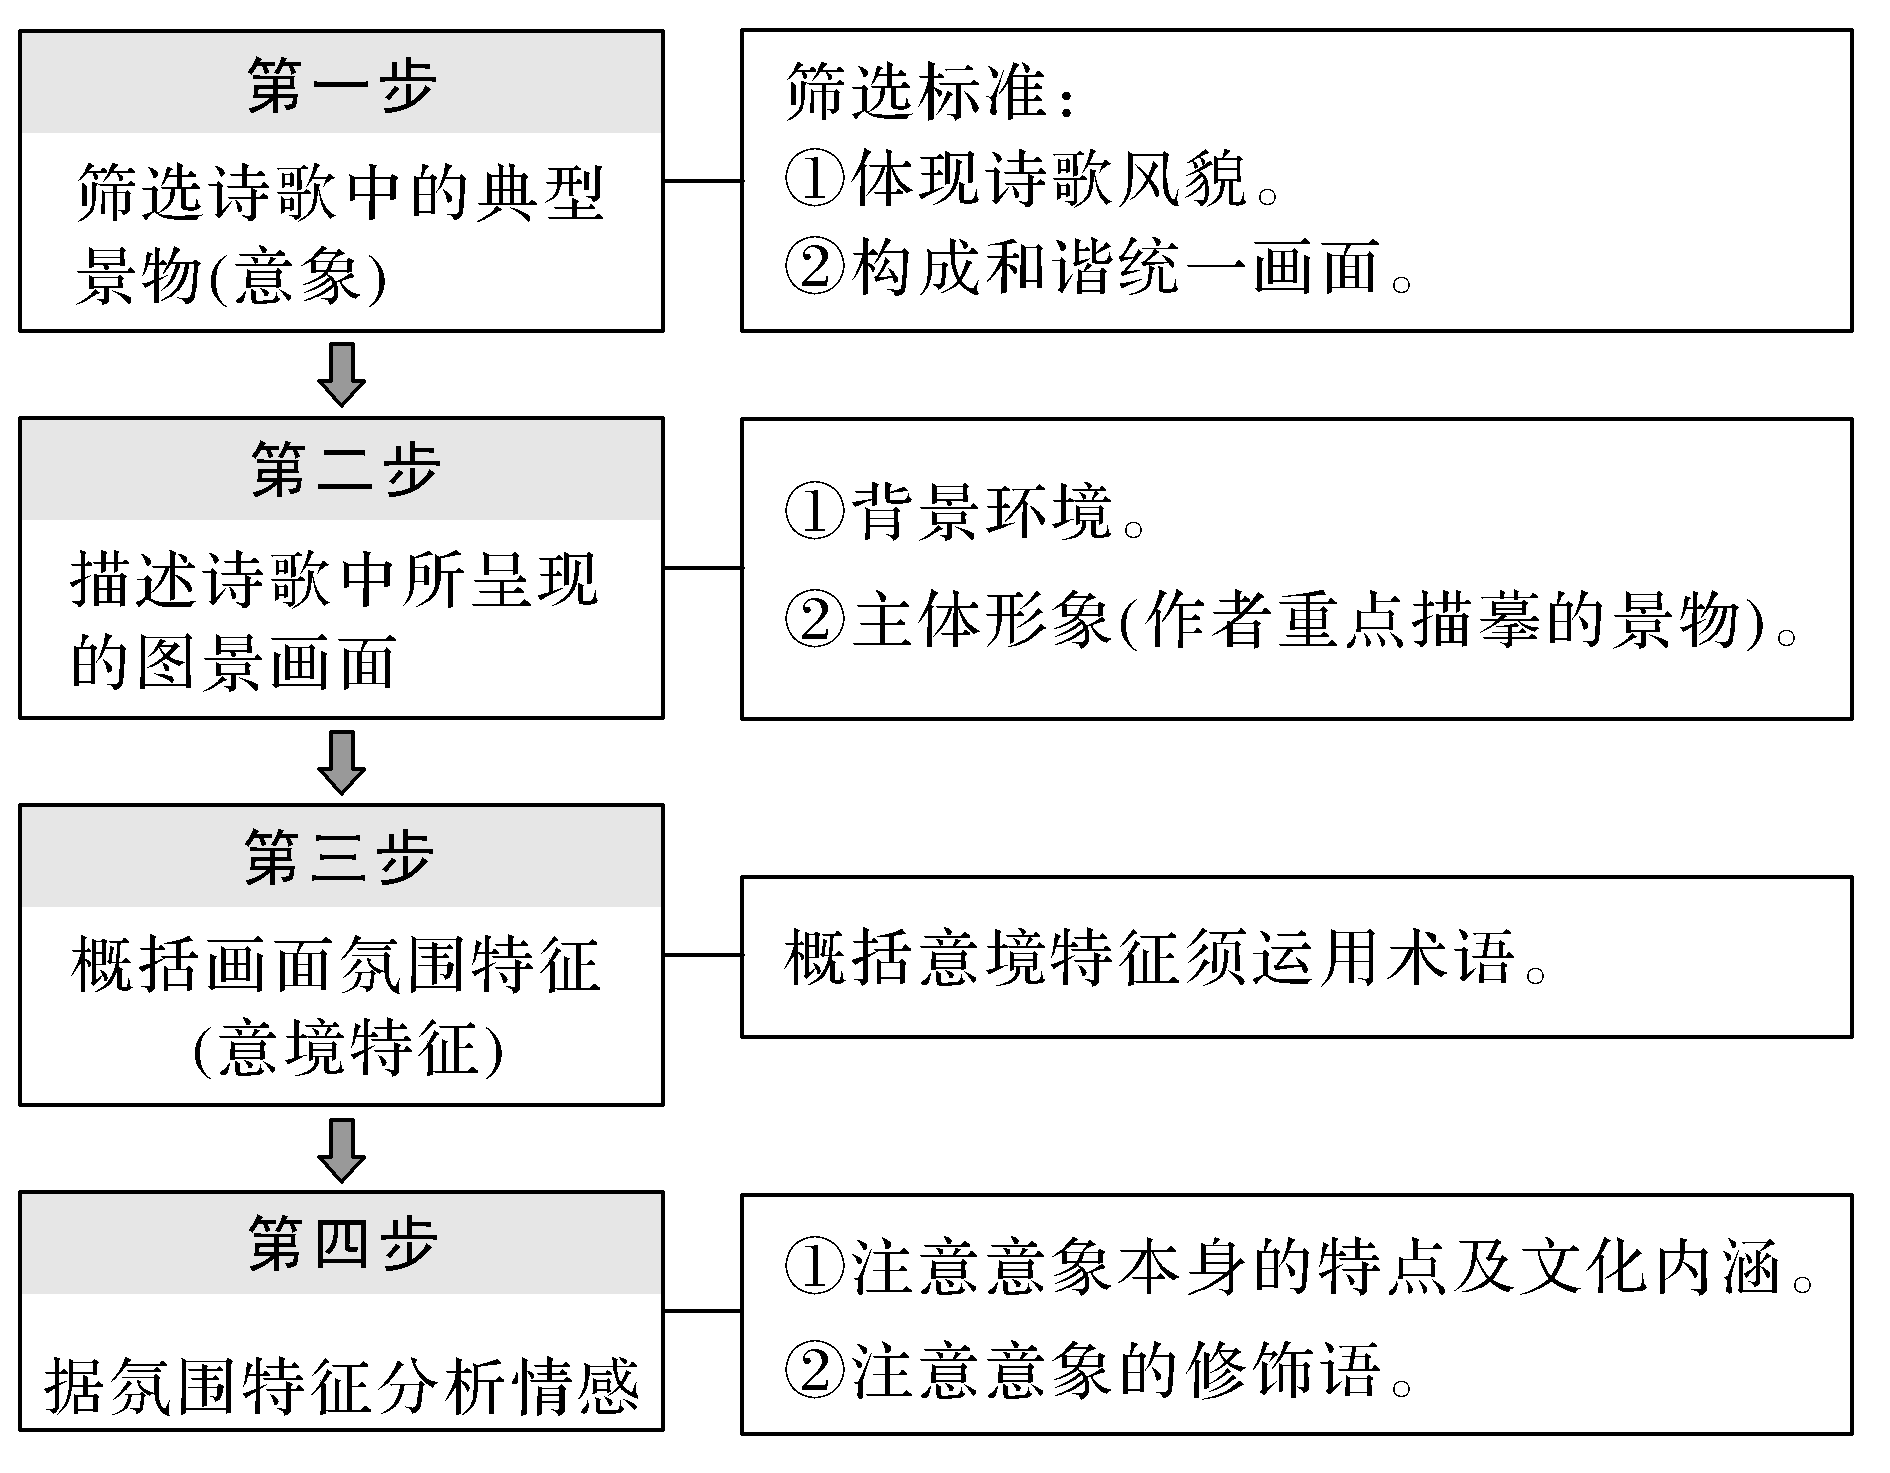 第一步
筛选诗歌中的典型
景物(意象)
筛选标准：
①体现诗歌风貌。
②构成和谐统一画面。
第二步
描述诗歌中所呈现
的图景画面
①背景环境。
②主体形象(作者重点描摹的景物)。
第三步
概括画面氛围特征
(意境特征)
概括意境特征须运用术语。
第四步
据氛围特征分析情感
①注意意象本身的特点及文化内涵。
②注意意象的修饰语。